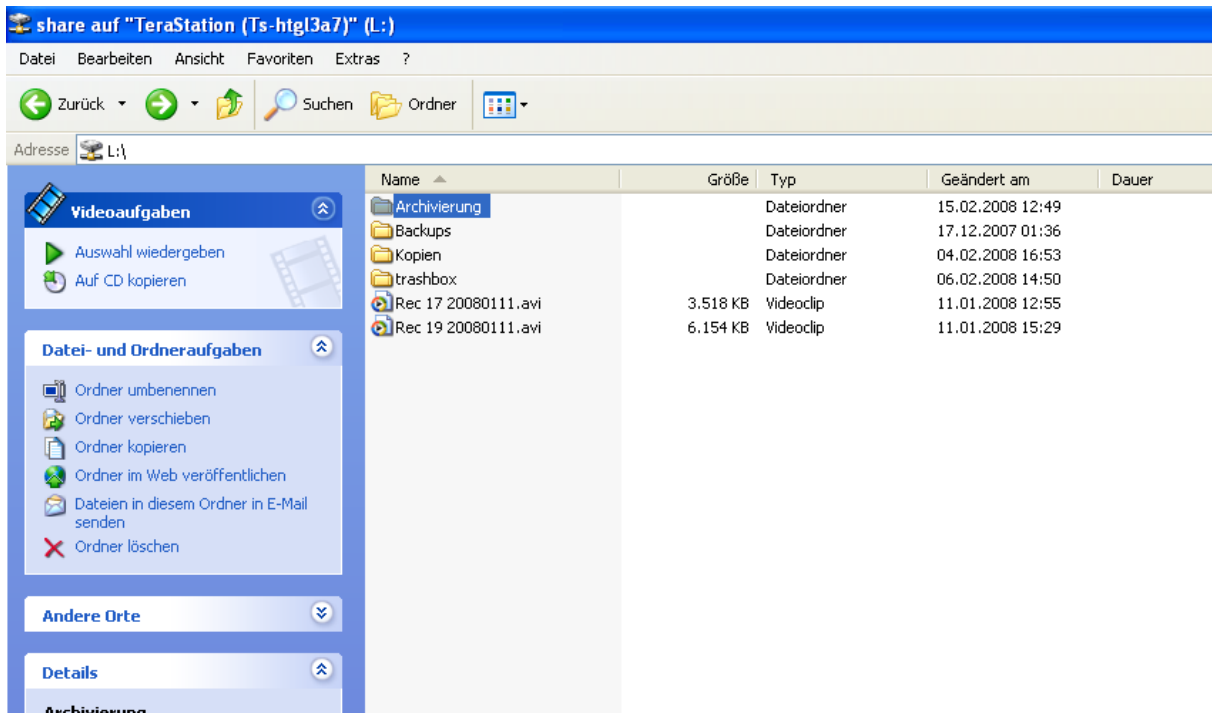 share auf "TeraStation (Ts-htgl3a7)" (L:)
Datei Bearbeiten Ansicht Favoriten Extras ?
Zurück Suchen Ordner
Adresse L:\
Videoaufgaben
Auswahl wiedergeben
Auf CD kopieren
Datei- und Ordneraufgaben
Ordner umbenennen
Ordner verschieben
Ordner kopieren
Ordner im Web veröffentlichen
Dateien in diesem Ordner in E-Mail
senden
Ordner löschen
Andere Orte
Details
Archivierung
Name Größe Typ Geändert am Dauer
Archivierung Dateiordner 15.02.2008 12:49
Backups Dateiordner 17.12.2007 01:36
Kopien Dateiordner 04.02.2008 16:53
trashbox Dateiordner 06.02.2008 14:50
Rec 17 20080111.avi 3.518 KB Videoclip 11.01.2008 12:55
Rec 19 20080111.avi 6.154 KB Videoclip 11.01.2008 15:29